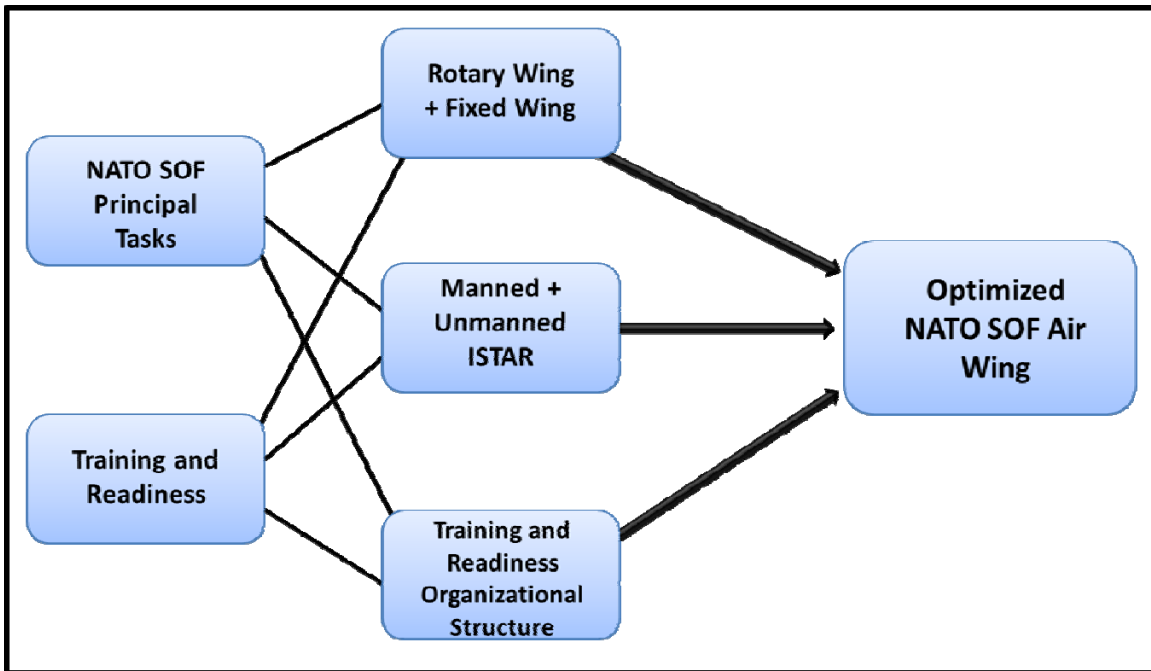 Rotary Wing
+ Fixed Wing
NATO SOF
Principal
Tasks
Manned +
Unmanned
ISTAR
Optimized
NATO SOF Air
Wing
Training and
Readiness
Training and
Readiness
Organizational
Structure